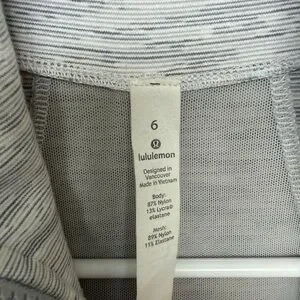 6
lululemon
Designed in
Vancouver
Made in Vietnam
Body:
87% Nylon
13% Lycra®
elastane
Mesh:
89% Nylon
11% Elastane